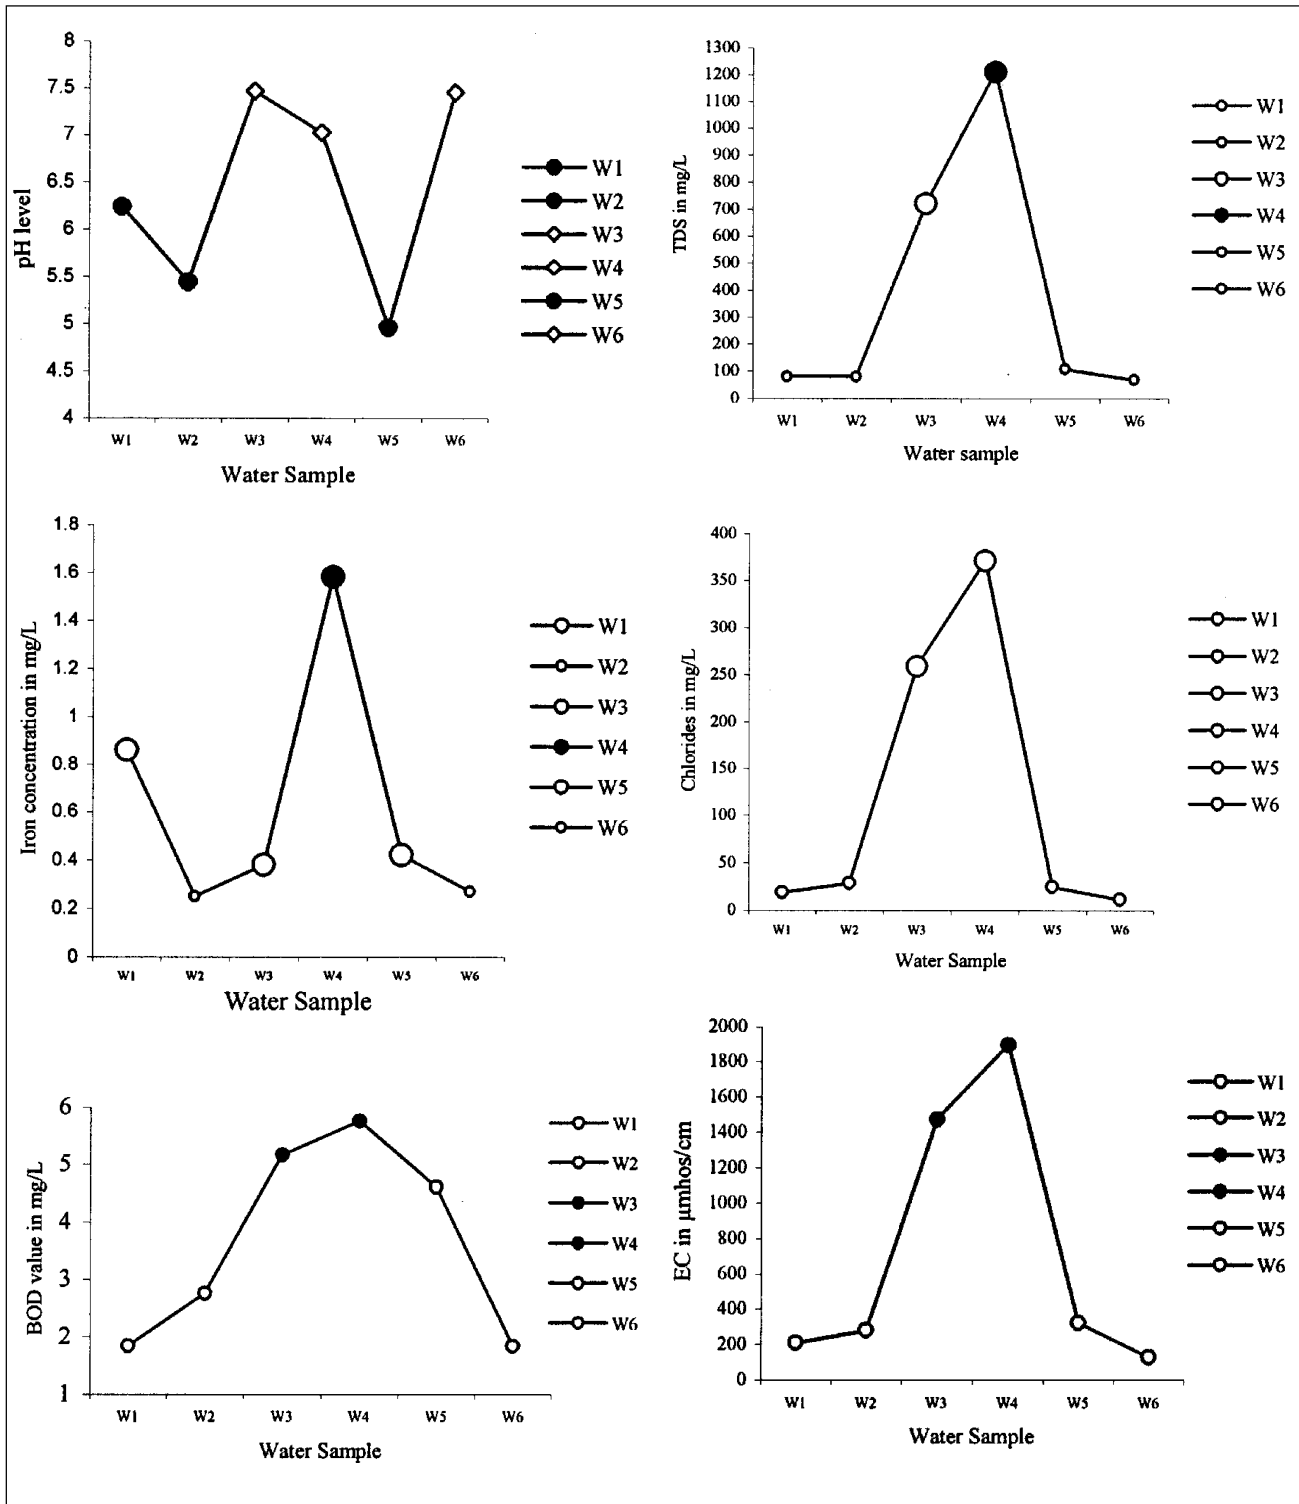 8
7.5
7
6.5
6
5.5
5
4.5
4
pH level
W1 W2 W3 W4 W5 W6
Water Sample
W1
W2
W3
W4
W5
W6
1300
1200
1100
1000
900
800
700
600
500
400
300
200
100
0
TDS in mg/L
W1 W2 W3 W4 W5 W6
Water sample
W1
W2
W3
W4
W5
W6
1.8
1.6
1.4
1.2
1
0.8
0.6
0.4
0.2
0
Iron concentration in mg/L
W1 W2 W3 W4 W5 W6
Water Sample
W1
W2
W3
W4
W5
W6
400
350
300
250
200
150
100
50
0
Chlorides in mg/L
W1 W2 W3 W4 W5 W6
Water Sample
W1
W2
W3
W4
W5
W6
6
5
4
3
2
1
BOD value in mg/L
W1 W2 W3 W4 W5 W6
Water Sample
W1
W2
W3
W4
W5
W6
2000
1800
1600
1400
1200
1000
800
600
400
200
0
EC in µmhos/cm
W1 W2 W3 W4 W5 W6
Water Sample
W1
W2
W3
W4
W5
W6